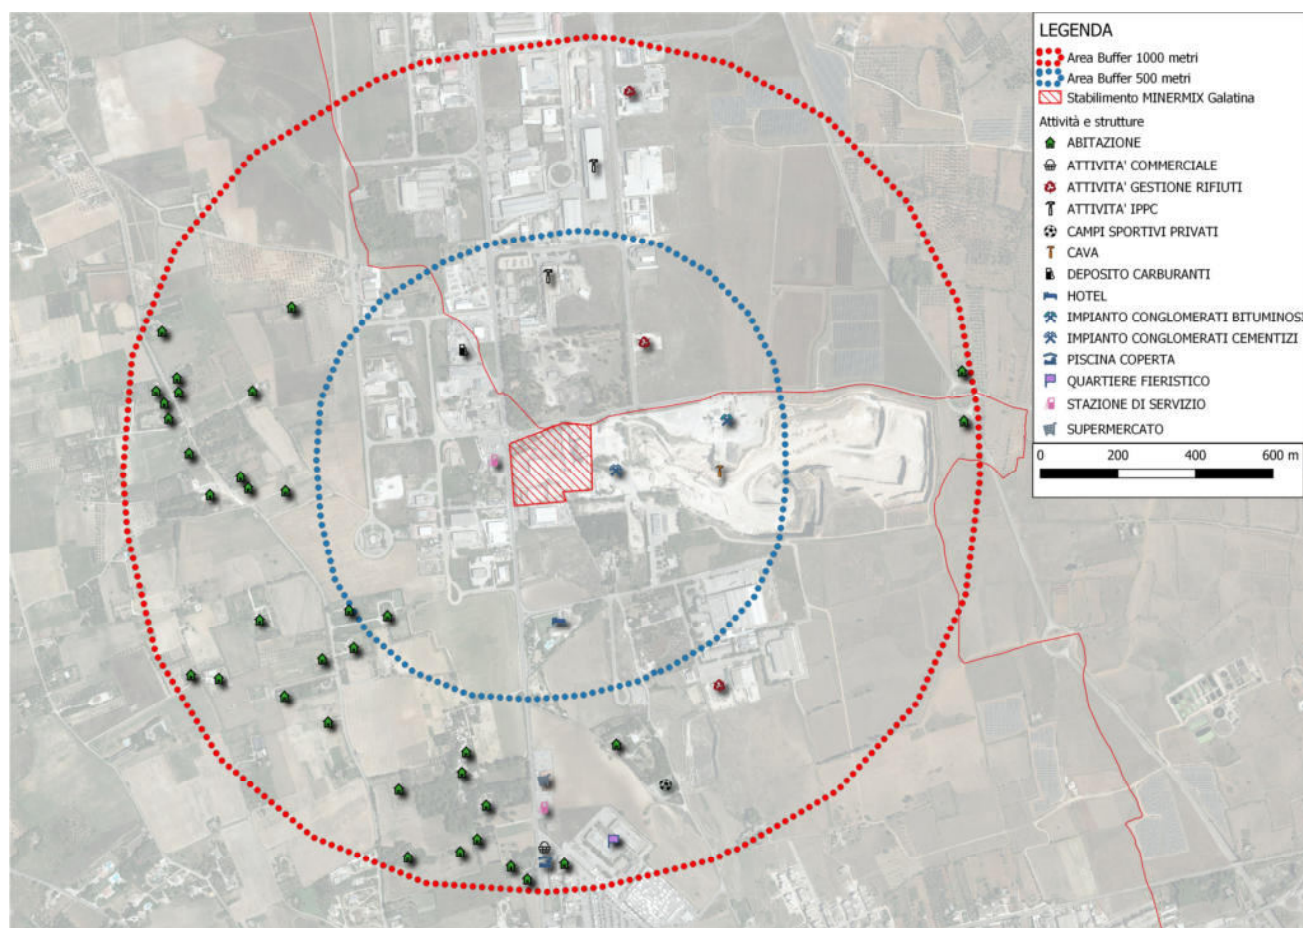 LEGENDA
Area Buffer 1000 metri
Area Buffer 500 metri
Stabilimento MINERMIX Galatina
Attività e strutture
ABITAZIONE
ATTIVITA' COMMERCIALE
ATTIVITA' GESTIONE RIFIUTI
ATTIVITA' IPPC
CAMPI SPORTIVI PRIVATI
CAVA
DEPOSITO CARBURANTI
HOTEL
IMPIANTO CONGLOMERATI BITUMINOSI
IMPIANTO CONGLOMERATI CEMENTIZI
PISCINA COPERTA
QUARTIERE FIERISTICO
STAZIONE DI SERVIZIO
SUPERMERCATO
0 200 400 600 m